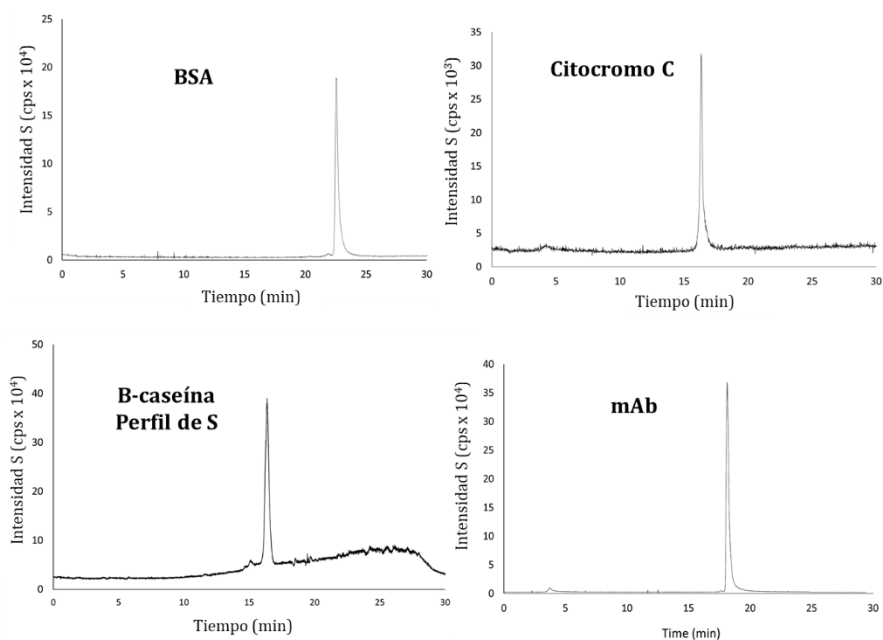 BSA
Intensidad S (cps x 10⁴)
25
20
15
10
5
0
0 5 10 15 20 25 30
Tiempo (min)
Citocromo C
Intensidad S (cps x 10³)
35
30
25
20
15
10
5
0
0 5 10 15 20 25 30
Tiempo (min)
B-caseína
Perfil de S
Intensidad S (cps x 10⁴)
50
40
30
20
10
0
0 5 10 15 20 25 30
Tiempo (min)
mAb
Intensidad S (cps x 10⁴)
40
35
30
25
20
15
10
5
0
0 5 10 15 20 25 30
Time (min)